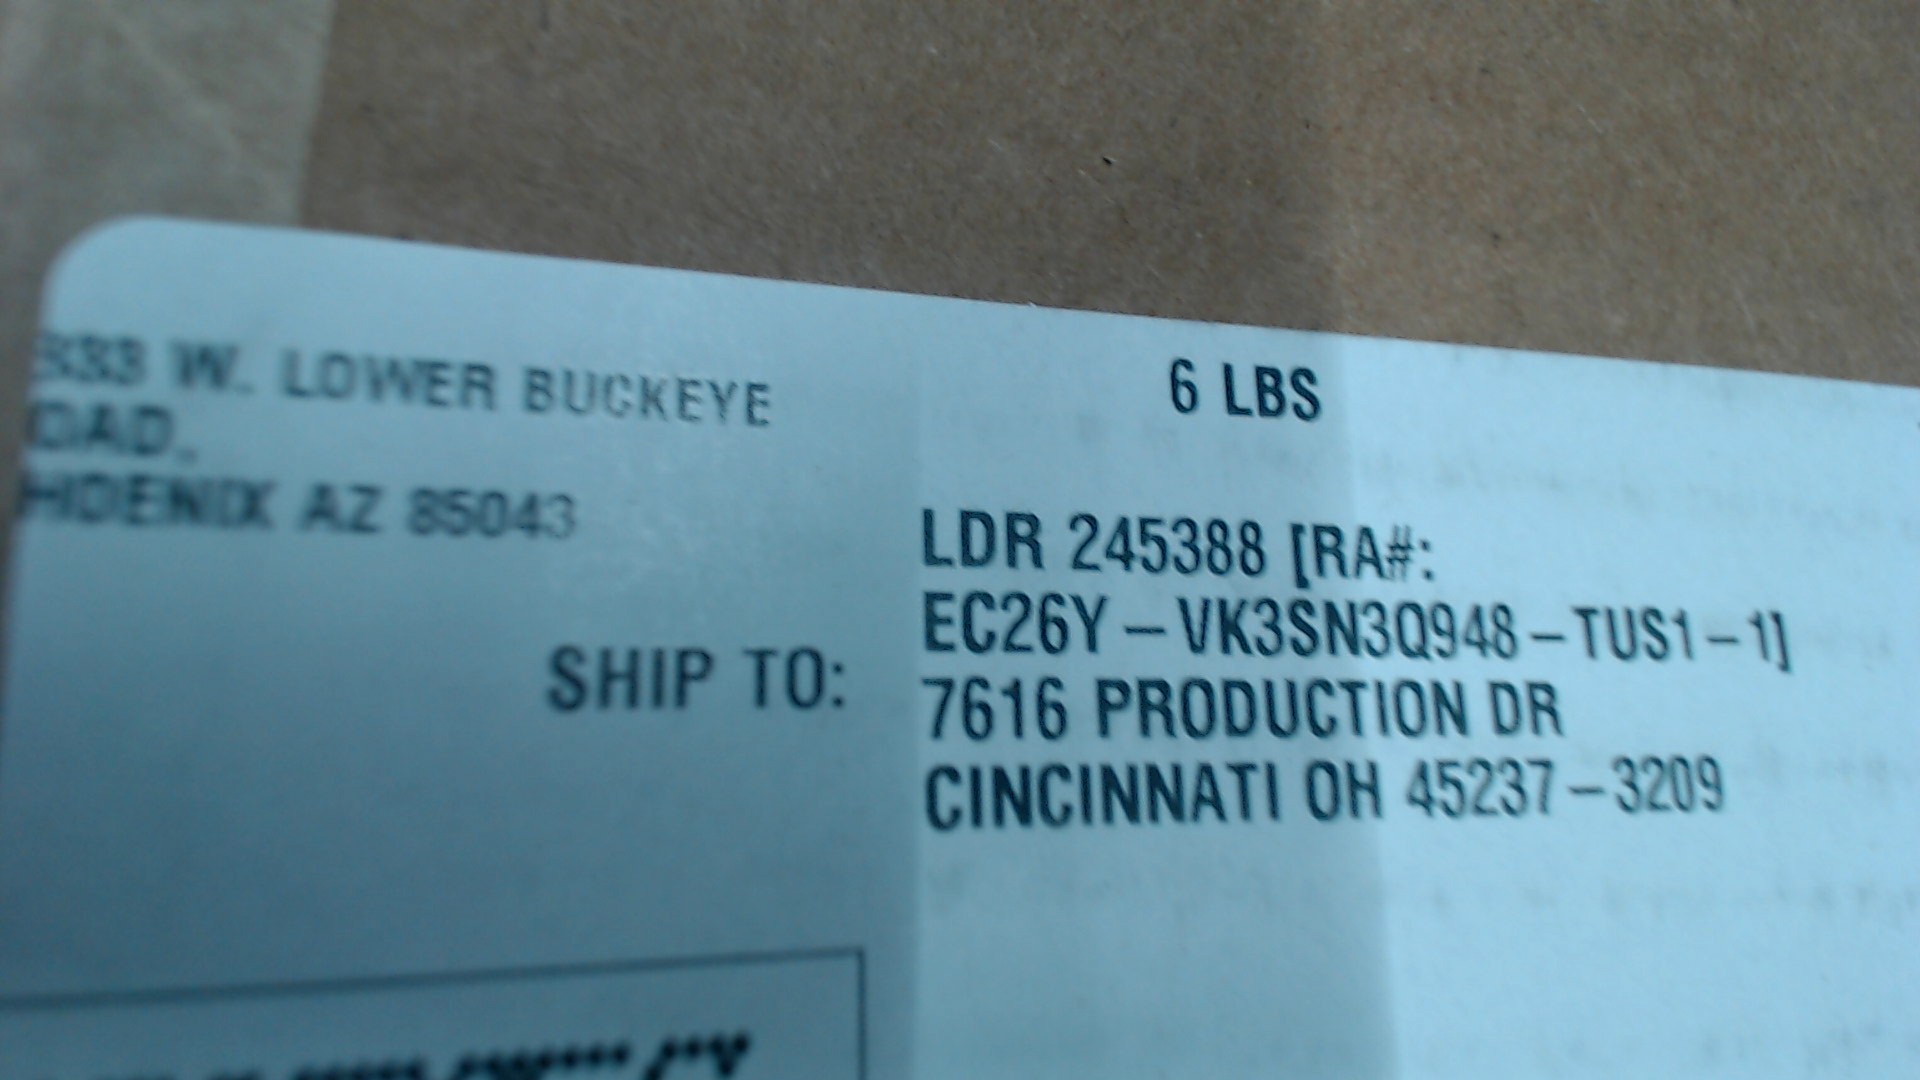 333 W. LOWER BUCKEYE
OAD,
HOENIX AZ 85043
6 LBS
SHIP TO:
LDR 245388 [RA#:
EC26Y-VK3SN3Q948-TUS1-1]
7616 PRODUCTION DR
CINCINNATI OH 45237-3209